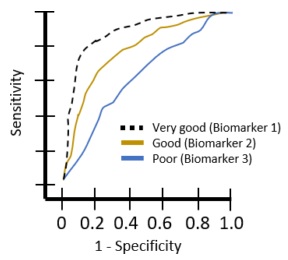 Sensitivity
Very good (Biomarker 1)
Good (Biomarker 2)
Poor (Biomarker 3)
0 0.2 0.4 0.6 0.8 1.0
1 - Specificity